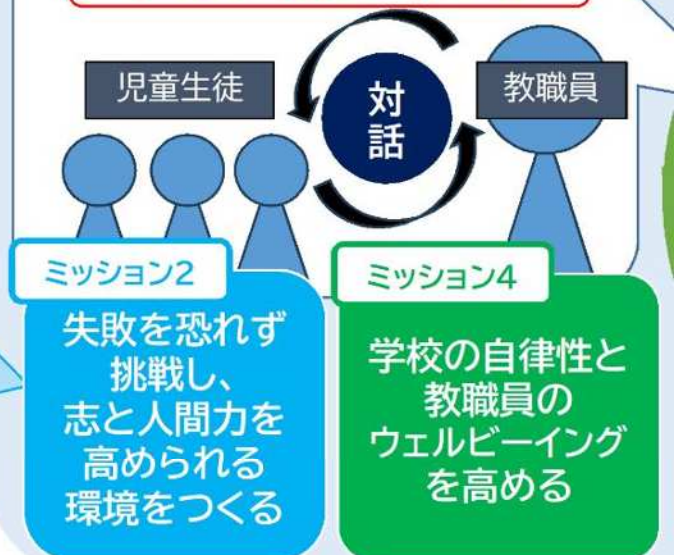 児童生徒
対
話
教職員
ミッション2
失敗を恐れず
挑戦し、
志と人間力を
高められる
環境をつくる
ミッション4
学校の自律性と
教職員の
ウェルビーイング
を高める